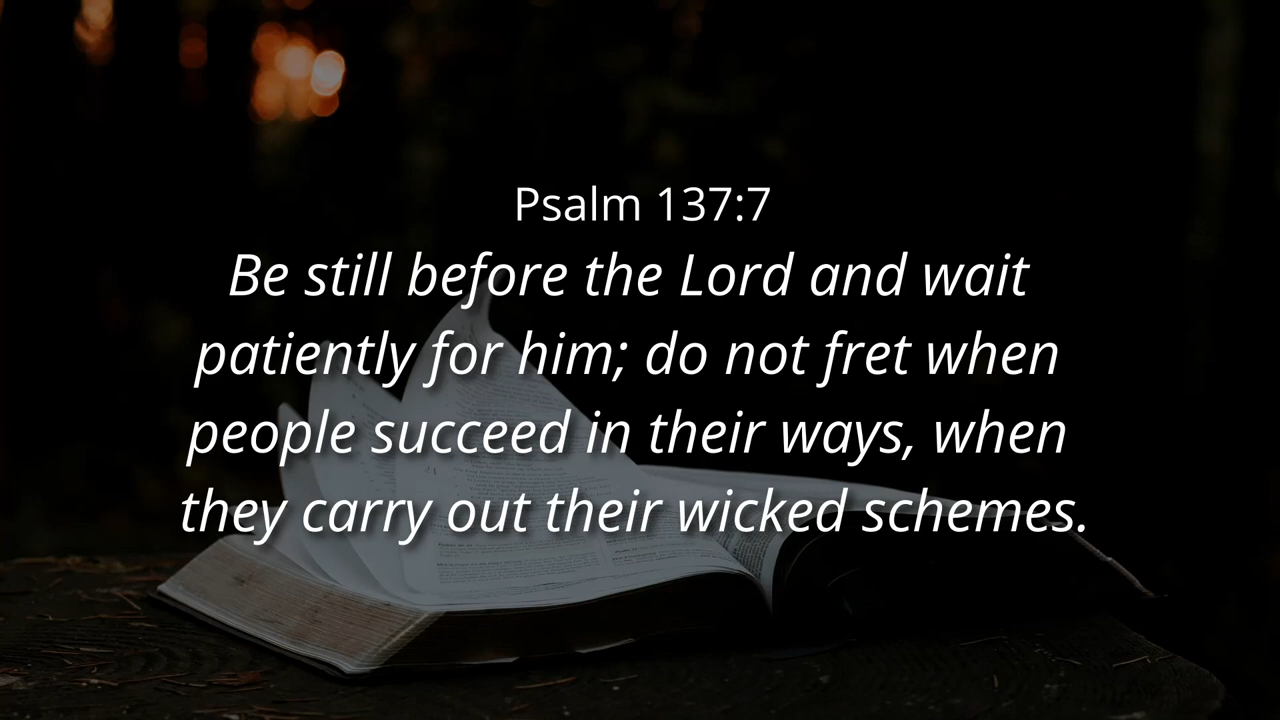 Psalm 137:7
Be still before the Lord and wait
patiently for him; do not fret when
people succeed in their ways, when
they carry out their wicked schemes.